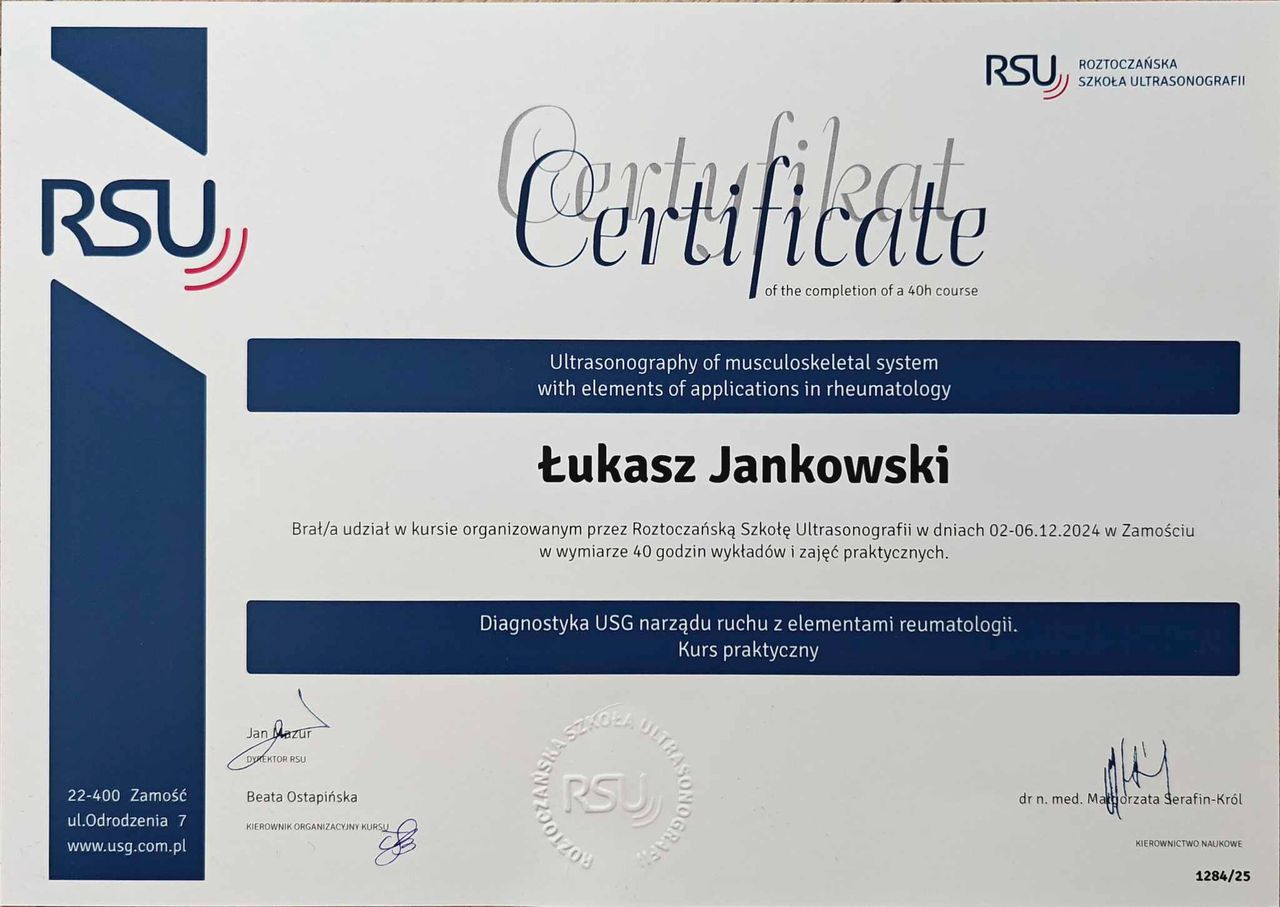 RSU
ROZTOCZAŃSKA
SZKOŁA ULTRASONOGRAFII
RSU
Certyfikat
Certificate
of the completion of a 40h course
Ultrasonography of musculoskeletal system
with elements of applications in rheumatology
Łukasz Jankowski
Brał/a udział w kursie organizowanym przez Roztoczańską Szkołę Ultrasonografii w dniach 02-06.12.2024 w Zamościu
w wymiarze 40 godzin wykładów i zajęć praktycznych.
Diagnostyka USG narządu ruchu z elementami reumatologii.
Kurs praktyczny
Jan Mazur
DYREKTOR RSU
Beata Ostapińska
KIEROWNIK ORGANIZACYJNY KURSU
ROZTOCZAŃSKA SZKOŁA ULTRASONOGRAFII
RSU
dr n. med. Małgorzata Serafin-Król
KIEROWNICTWO NAUKOWE
1284/25
22-400 Zamość
ul.Odrodzenia 7
www.usg.com.pl